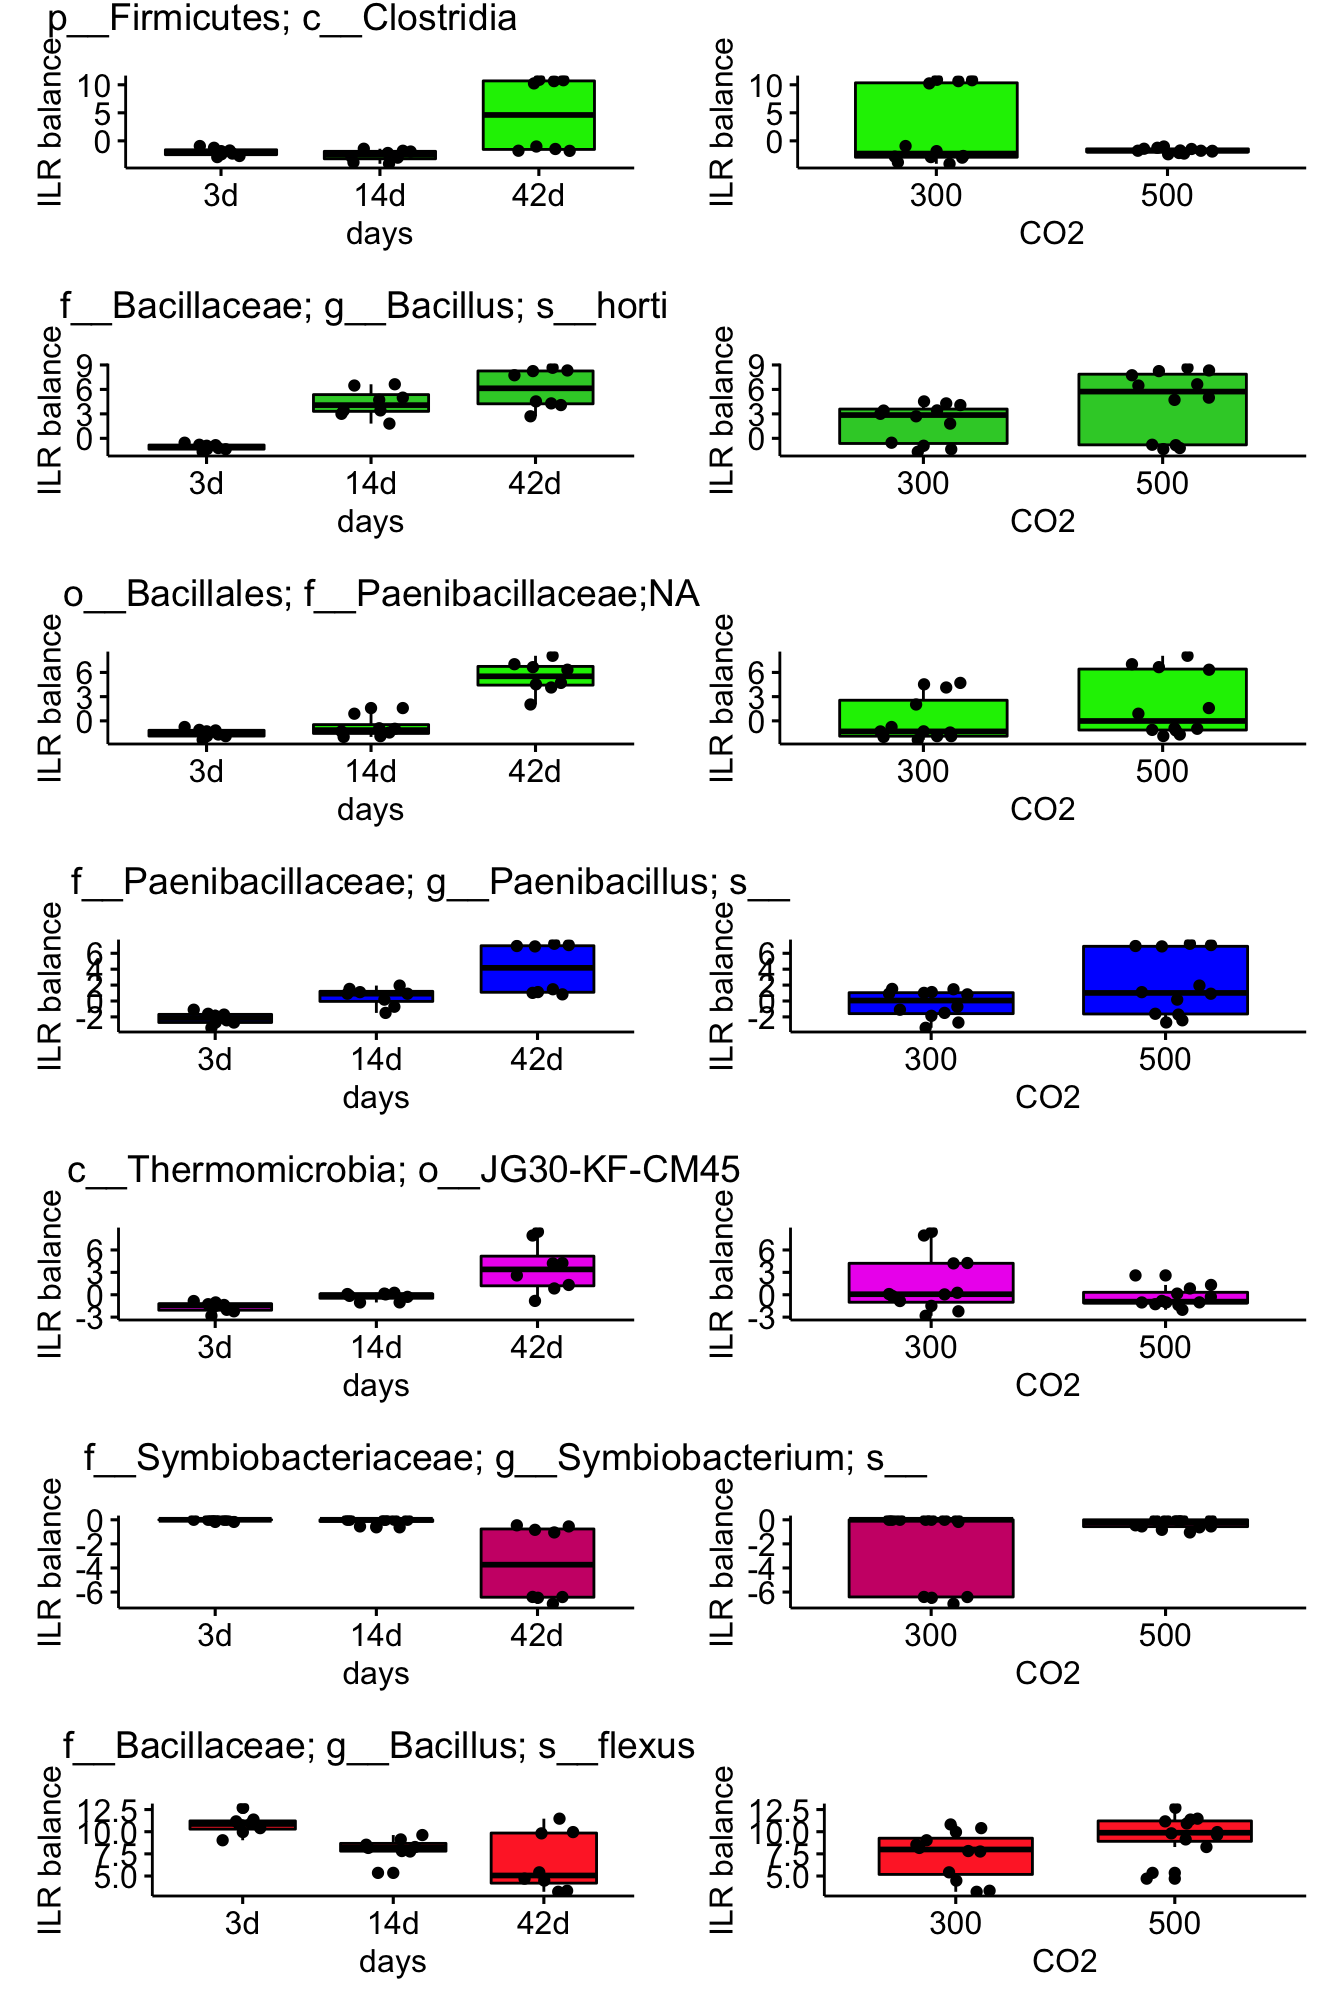 p__Firmicutes; c__Clostridia
ILR balance
10
5
0
3d 14d 42d
days
ILR balance
10
5
0
300 500
CO2
f__Bacillaceae; g__Bacillus; s__horti
ILR balance
9
6
3
0
3d 14d 42d
days
ILR balance
9
6
3
0
300 500
CO2
o__Bacillales; f__Paenibacillaceae;NA
ILR balance
6
3
0
3d 14d 42d
days
ILR balance
6
3
0
300 500
CO2
f__Paenibacillaceae; g__Paenibacillus; s__
ILR balance
6
4
2
0
-2
3d 14d 42d
days
ILR balance
6
4
2
0
-2
300 500
CO2
c__Thermomicrobia; o__JG30-KF-CM45
ILR balance
6
3
0
-3
3d 14d 42d
days
ILR balance
6
3
0
-3
300 500
CO2
f__Symbiobacteriaceae; g__Symbiobacterium; s__
ILR balance
0
-2
-4
-6
3d 14d 42d
days
ILR balance
0
-2
-4
-6
300 500
CO2
f__Bacillaceae; g__Bacillus; s__flexus
ILR balance
12.5
10.0
7.5
5.0
3d 14d 42d
days
ILR balance
12.5
10.0
7.5
5.0
300 500
CO2